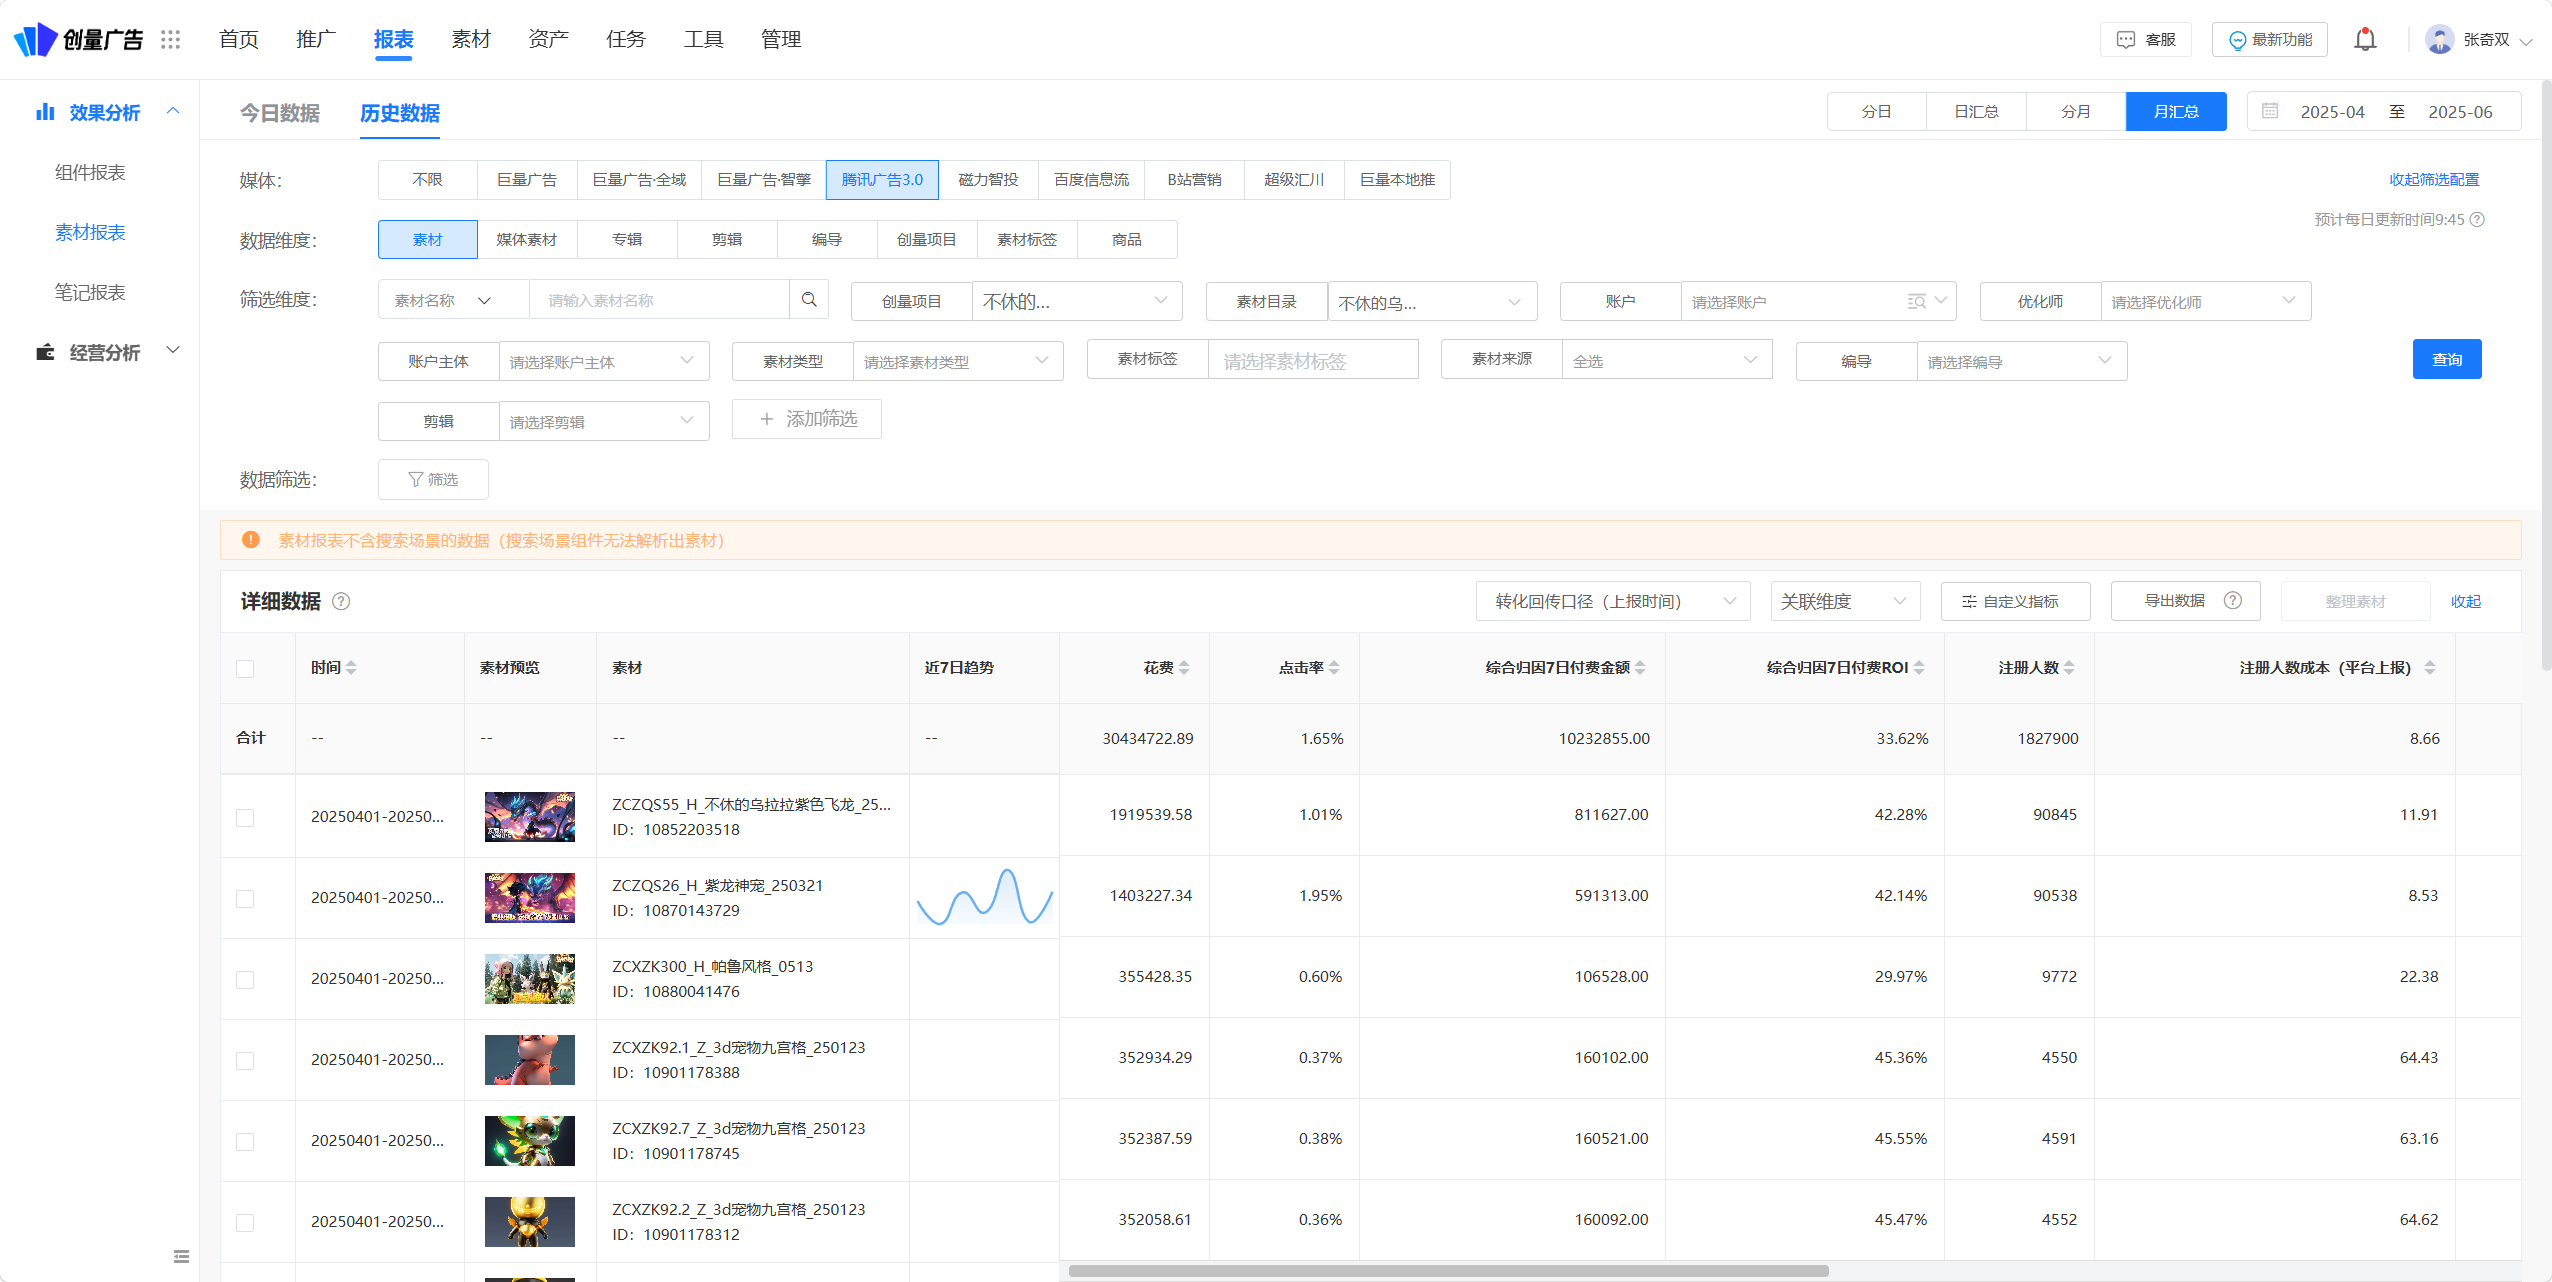 创量广告 首页 推广 报表 素材 资产 任务 工具 管理 客服 最新功能 张奇双
效果分析
组件报表
素材报表
笔记报表
经营分析
今日数据 历史数据 分日 日汇总 分月 月汇总 2025-04 至 2025-06
媒体： 不限 巨量广告 巨量广告·全域 巨量广告·智擎 腾讯广告3.0 磁力智投 百度信息流 B站营销 超级汇川 巨量本地推 收起筛选配置
预计每日更新时间9:45
数据维度： 素材 媒体素材 专辑 剪辑 编导 创量项目 素材标签 商品
筛选维度： 素材名称 请输入素材名称 创量项目 不休的... 素材目录 不休的乌... 账户 请选择账户 优化师 请选择优化师
账户主体 请选择账户主体 素材类型 请选择素材类型 素材标签 请选择素材标签 素材来源 全选 编导 请选择编导 查询
剪辑 请选择剪辑 + 添加筛选
数据筛选： 筛选
素材报表不含搜索场景的数据（搜索场景组件无法解析出素材）
详细数据 转化回传口径（上报时间） 关联维度 自定义指标 导出数据 整理素材 收起
时间 素材预览 素材 近7日趋势 花费 点击率 综合归因7日付费金额 综合归因7日付费ROI 注册人数 注册人数成本（平台上报）
合计 -- -- -- -- 30434722.89 1.65% 10232855.00 33.62% 1827900 8.66
20250401-20250... ZCZQS55_H_不休的乌拉拉紫色飞龙_25... 1919539.58 1.01% 811627.00 42.28% 90845 11.91
ID：10852203518
20250401-20250... ZCZQS26_H_紫龙神宠_250321 1403227.34 1.95% 591313.00 42.14% 90538 8.53
ID：10870143729
20250401-20250... ZCXZK300_H_帕鲁风格_0513 355428.35 0.60% 106528.00 29.97% 9772 22.38
ID：10880041476
20250401-20250... ZCXZK92.1_Z_3d宠物九宫格_250123 352934.29 0.37% 160102.00 45.36% 4550 64.43
ID：10901178388
20250401-20250... ZCXZK92.7_Z_3d宠物九宫格_250123 352387.59 0.38% 160521.00 45.55% 4591 63.16
ID：10901178745
20250401-20250... ZCXZK92.2_Z_3d宠物九宫格_250123 352058.61 0.36% 160092.00 45.47% 4552 64.62
ID：10901178312